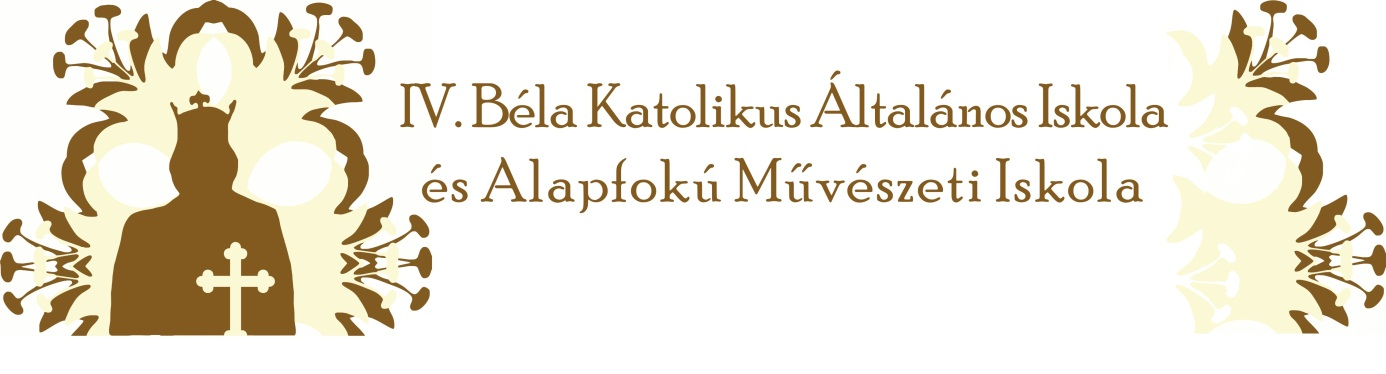 IV. Béla Katolikus Általános Iskola
és Alapfokú Művészeti Iskola